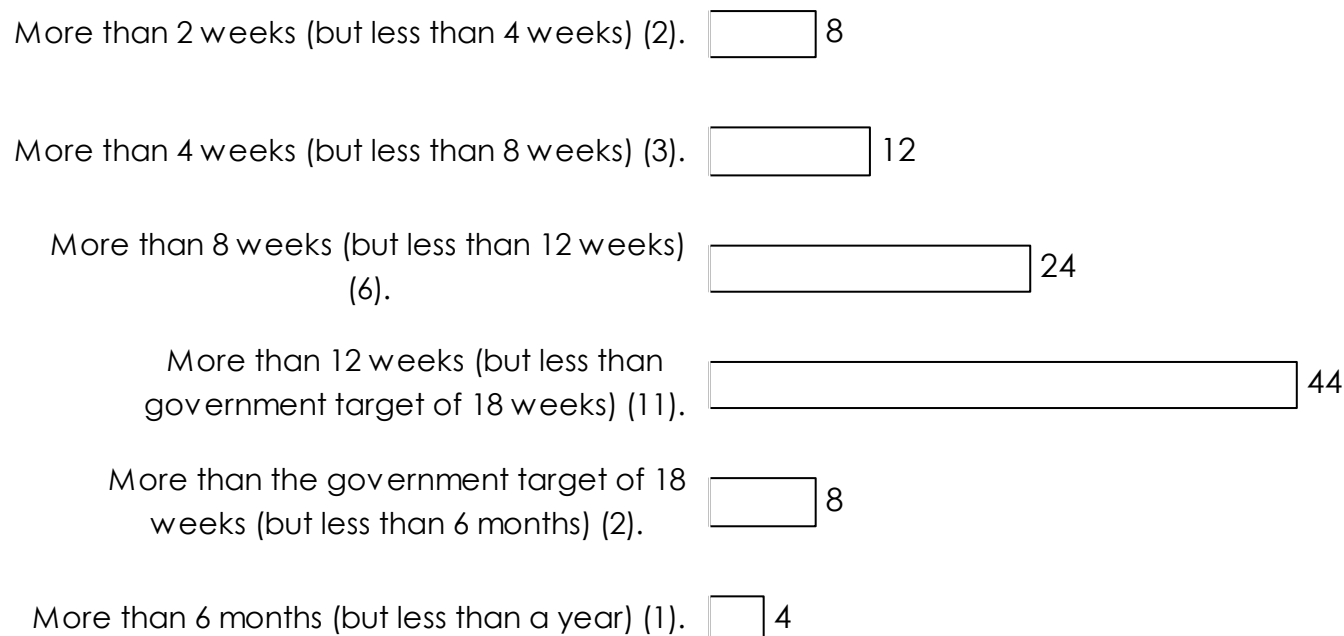 More than 2 weeks (but less than 4 weeks) (2). 8
More than 4 weeks (but less than 8 weeks) (3). 12
More than 8 weeks (but less than 12 weeks)
(6). 24
More than 12 weeks (but less than
government target of 18 weeks) (11). 44
More than the government target of 18
weeks (but less than 6 months) (2). 8
More than 6 months (but less than a year) (1). 4